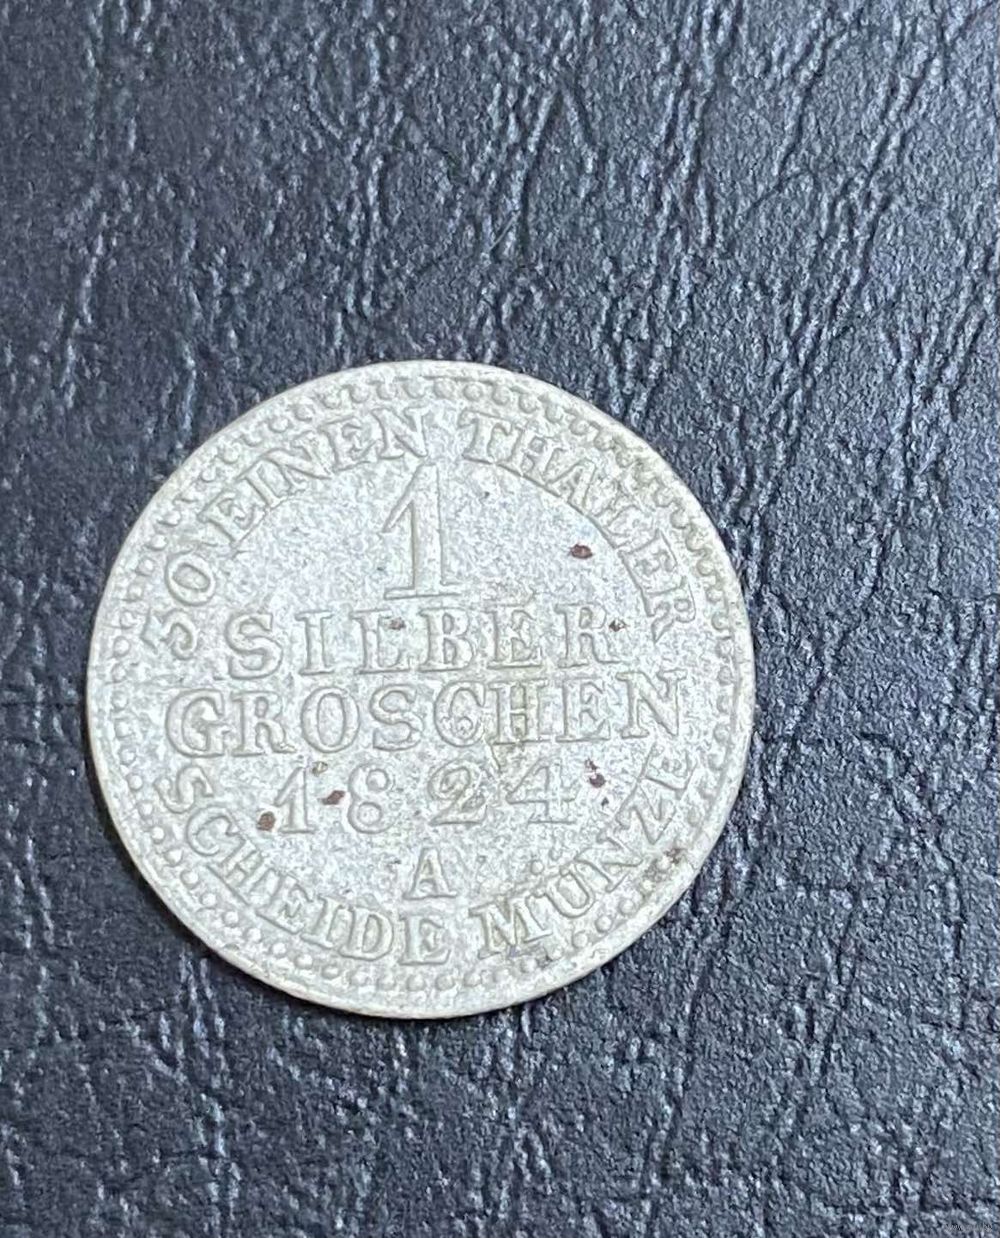 30 EINEN THALER
1
SILBER
GROSCHEN
1824
A
SCHEIDE MÜNZE